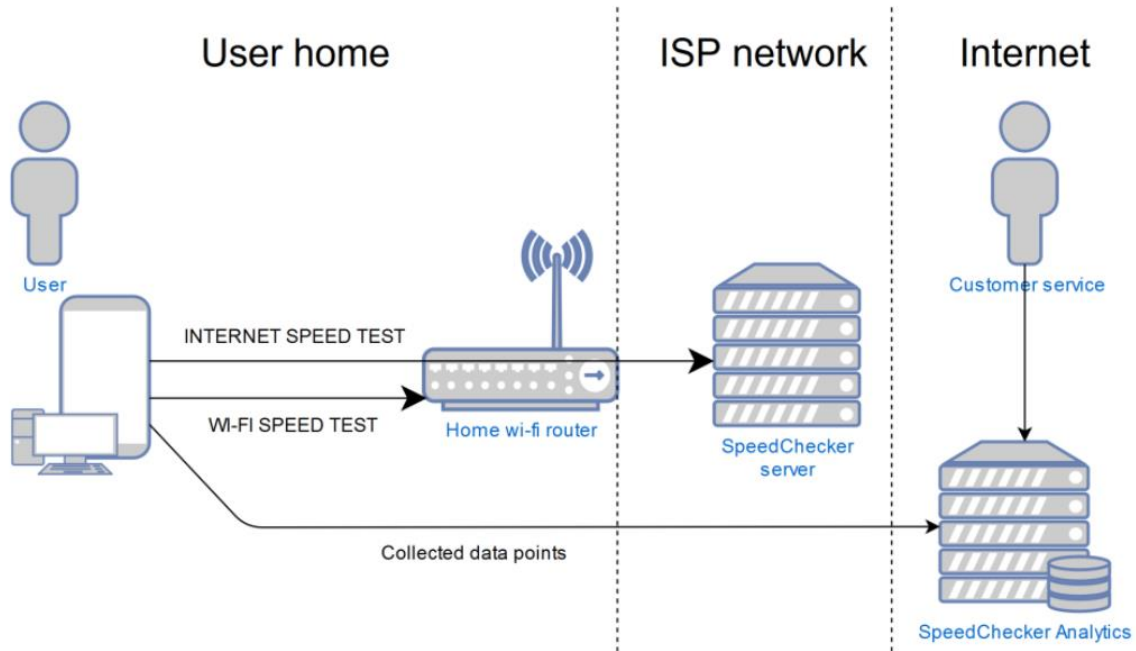 User home
ISP network
Internet
User
Customer service
INTERNET SPEED TEST
WI-FI SPEED TEST
Home wi-fi router
SpeedChecker
server
Collected data points
SpeedChecker Analytics